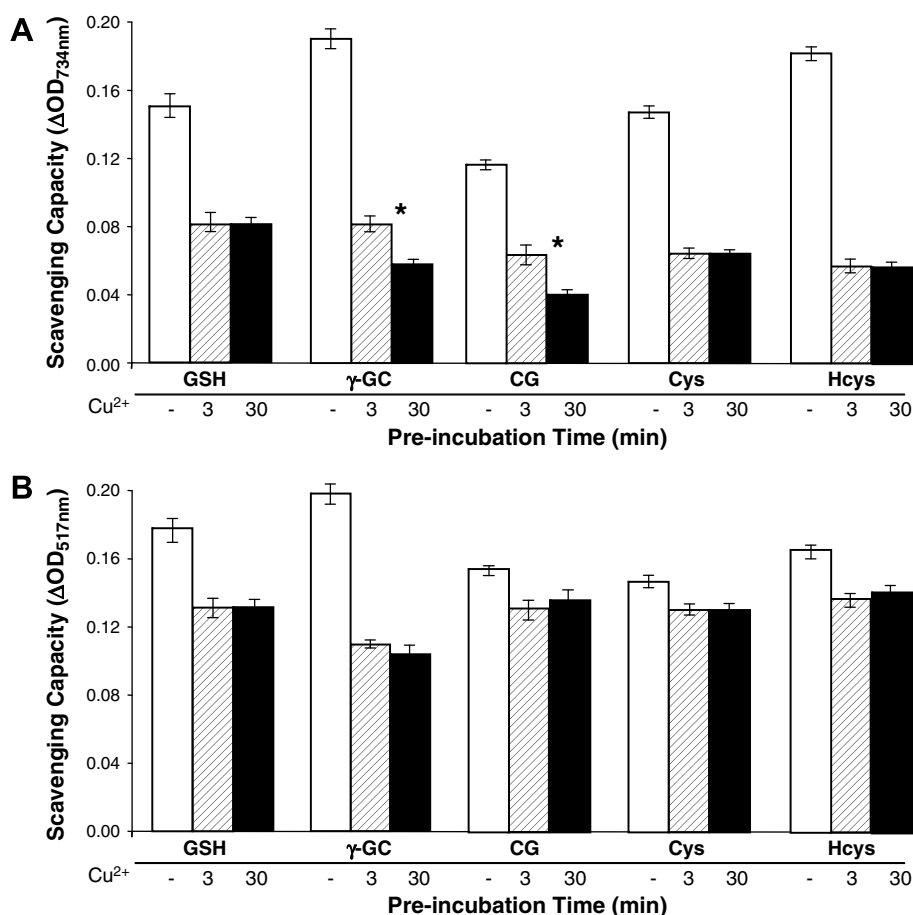 A
Scavenging Capacity (ΔOD734nm)
0.20
0.16
0.12
0.08
0.04
0.00
*
*
GSH γ-GC CG Cys Hcys
Cu2+ - 3 30 - 3 30 - 3 30 - 3 30 - 3 30
Pre-incubation Time (min)
B
Scavenging Capacity (ΔOD517nm)
0.20
0.16
0.12
0.08
0.04
0.00
GSH γ-GC CG Cys Hcys
Cu2+ - 3 30 - 3 30 - 3 30 - 3 30 - 3 30
Pre-incubation Time (min)